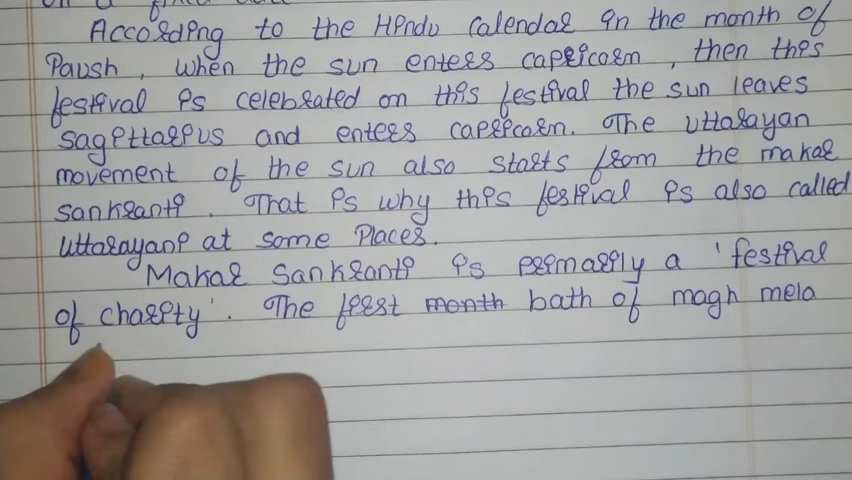 According to the Hindu calendar in the month of
Paush, when the sun enters capricorn, then this
festival is celebrated on this festival the sun leaves
sagittarius and enters capricorn. The uttarayan
movement of the sun also starts from the makar
sankranti. That is why this festival is also called
uttarayani at some Places.
Makar Sankranti is primarily a 'festival
of charity'. The first month bath of magh mela